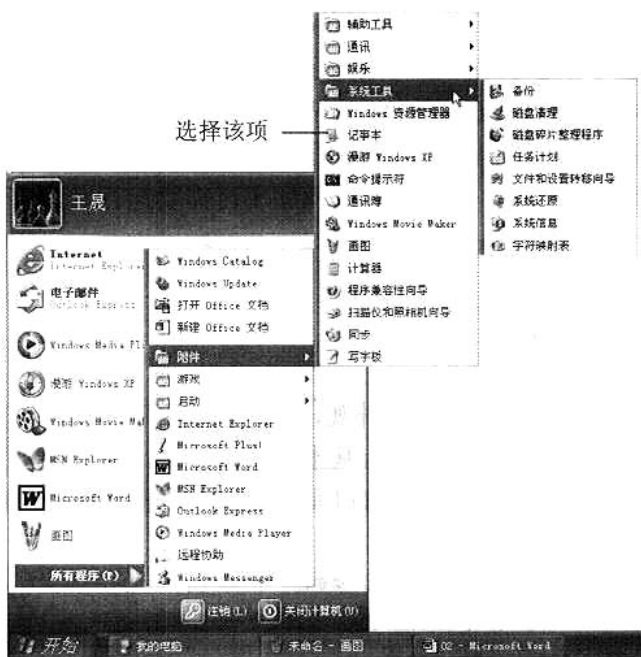 辅助工具
通讯
娱乐
系统工具
Windows 资源管理器
记事本
漫游 Windows XP
命令提示符
通讯簿
Windows Movie Maker
画图
计算器
程序兼容性向导
扫描仪和照相机向导
同步
写字板
备份
磁盘清理
磁盘碎片整理程序
任务计划
文件和设置转移向导
系统还原
系统信息
字符映射表
选择该项
王晟
Internet
Internet Explorer
电子邮件
Outlook Express
Windows Media Pl
漫游 Windows XP
Windows Movie Mak
MSN Explorer
Microsoft Word
画图
所有程序(P)
Windows Catalog
Windows Update
打开 Office 文档
新建 Office 文档
附件
游戏
启动
Internet Explorer
Microsoft Plus!
Microsoft Word
MSN Explorer
Outlook Express
Windows Media Player
远程协助
Windows Messenger
注销(L)
关闭计算机(U)
开始
我的电脑
未命名 - 画图
02 - Microsoft Word